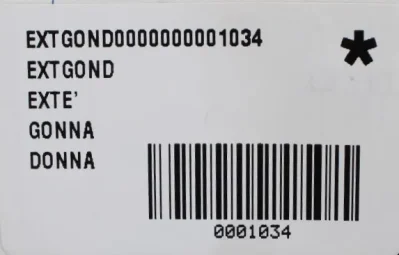 EXTGOND0000000001034
EXTGOND
EXTE'
GONNA
DONNA
*
0001034